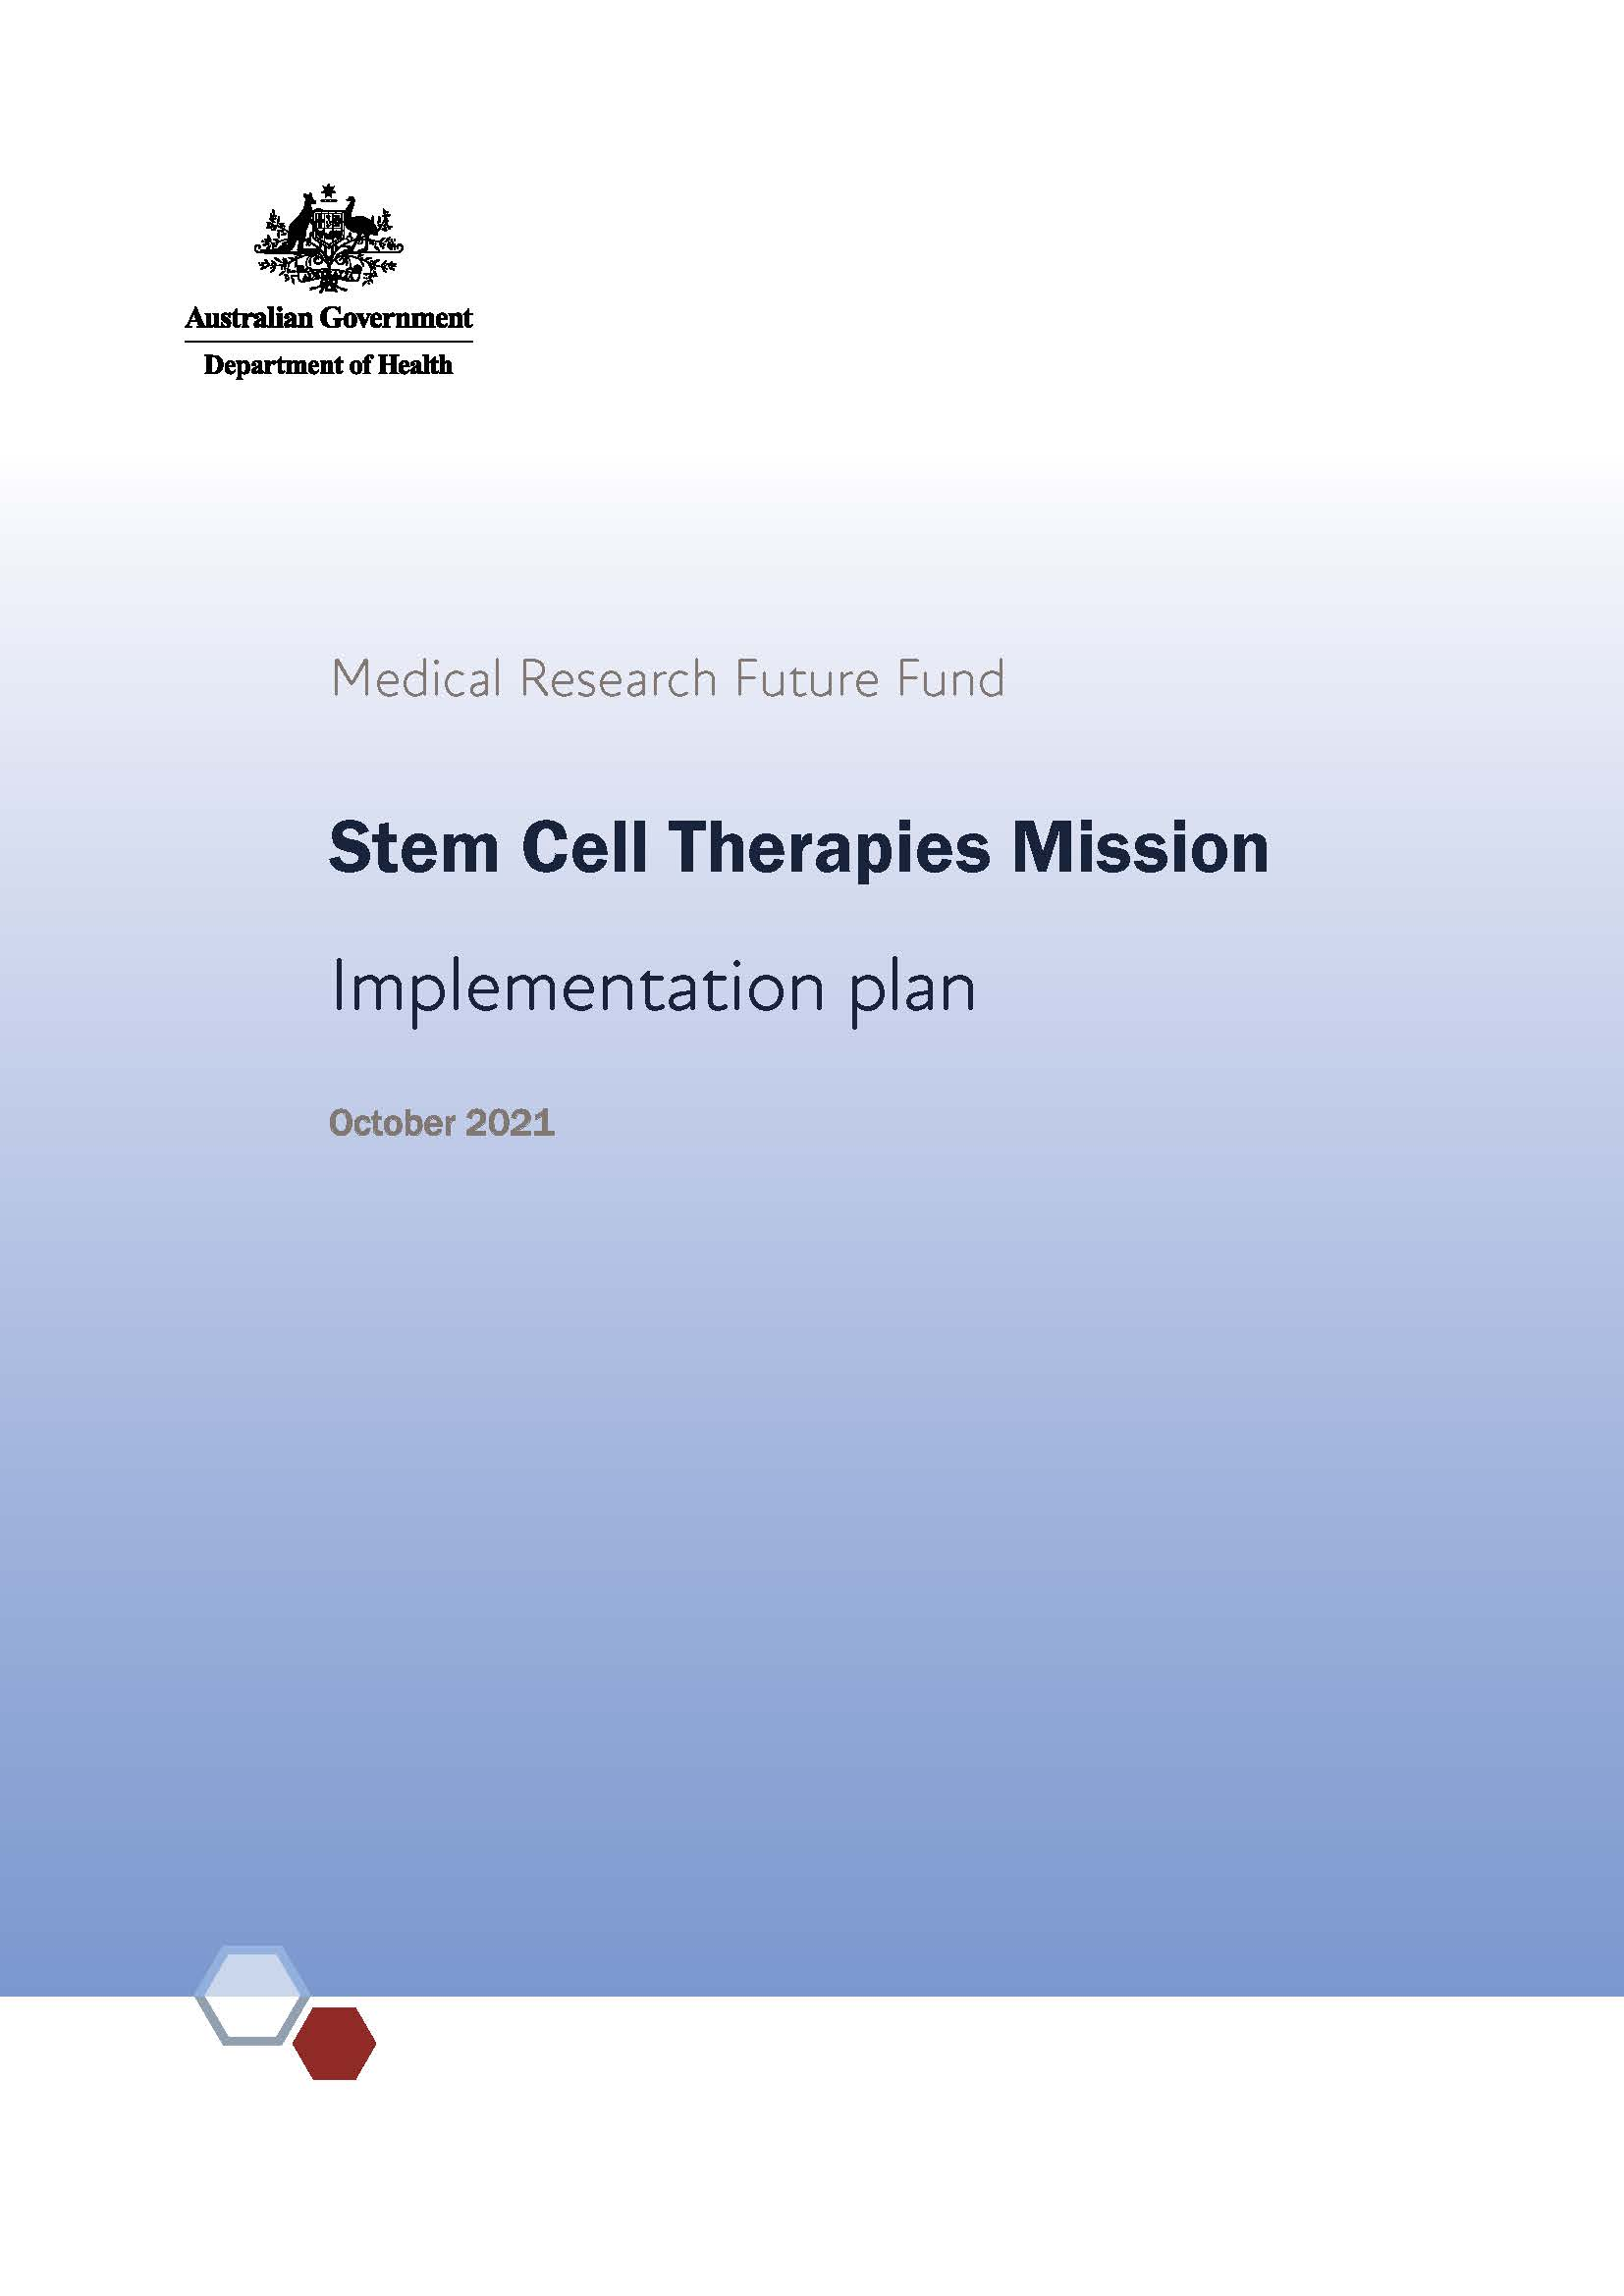 Australian Government
Department of Health
Medical Research Future Fund
Stem Cell Therapies Mission
Implementation plan
October 2021